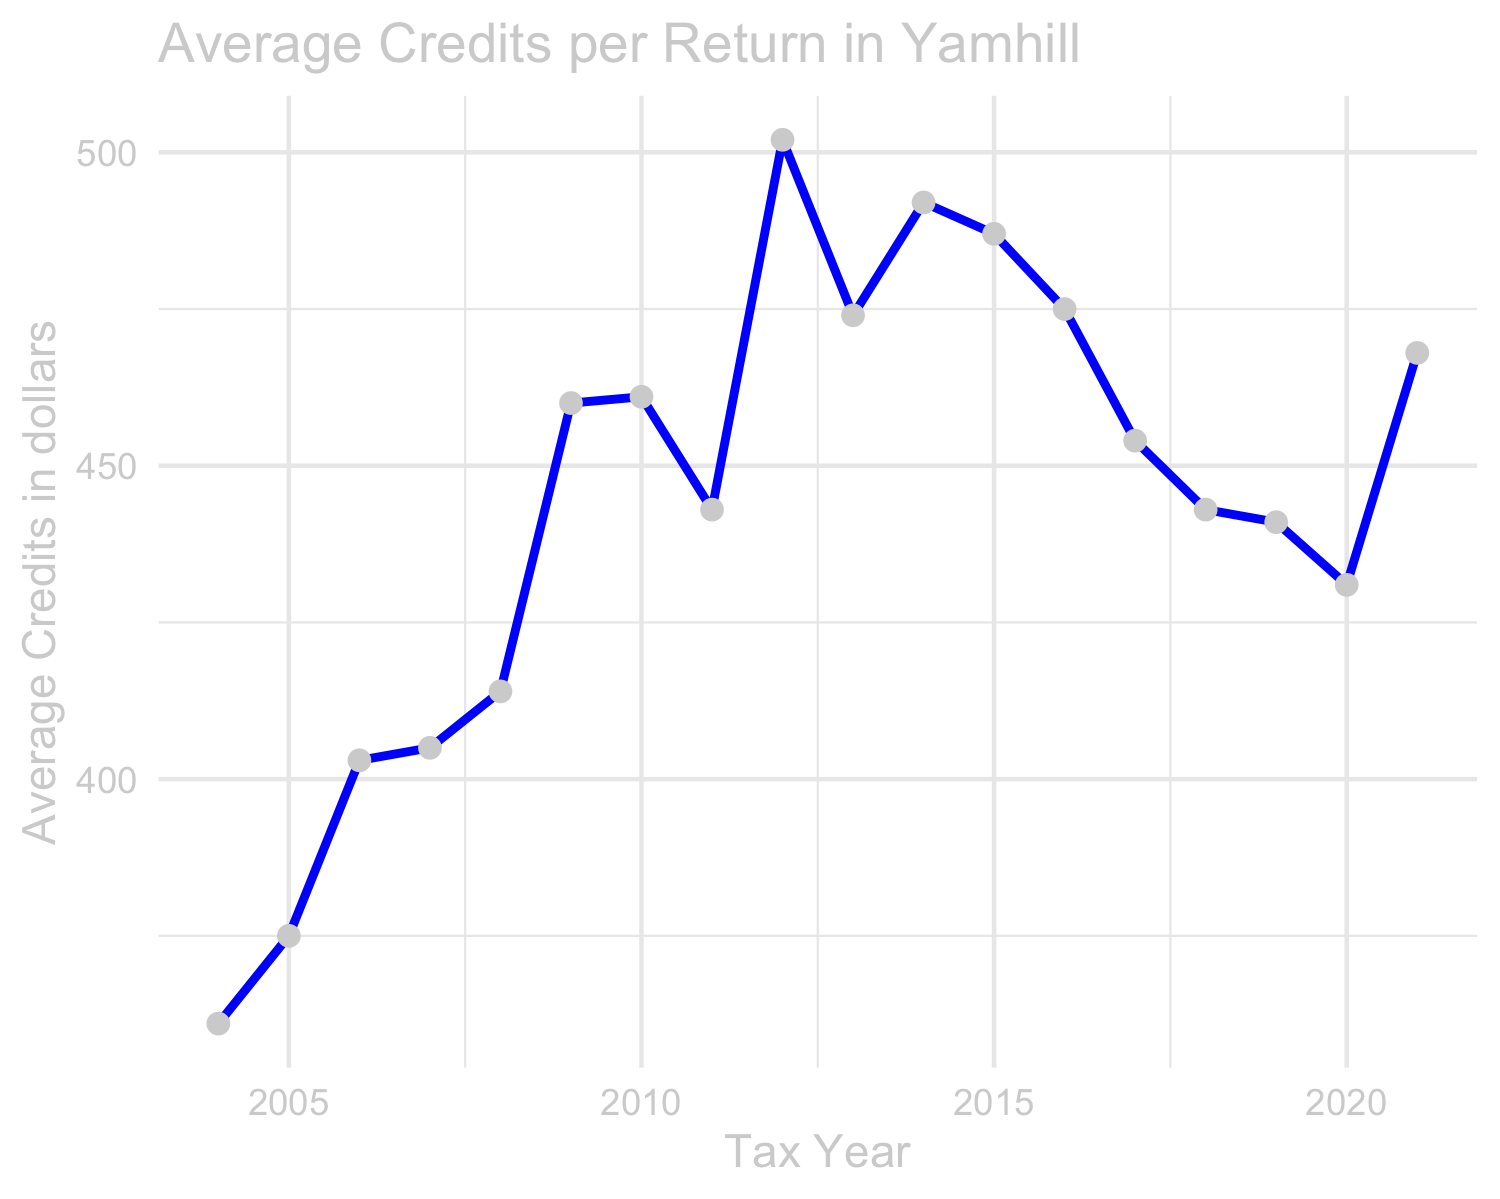 Average Credits per Return in Yamhill
Average Credits in dollars
500
450
400
2005 2010 2015 2020
Tax Year